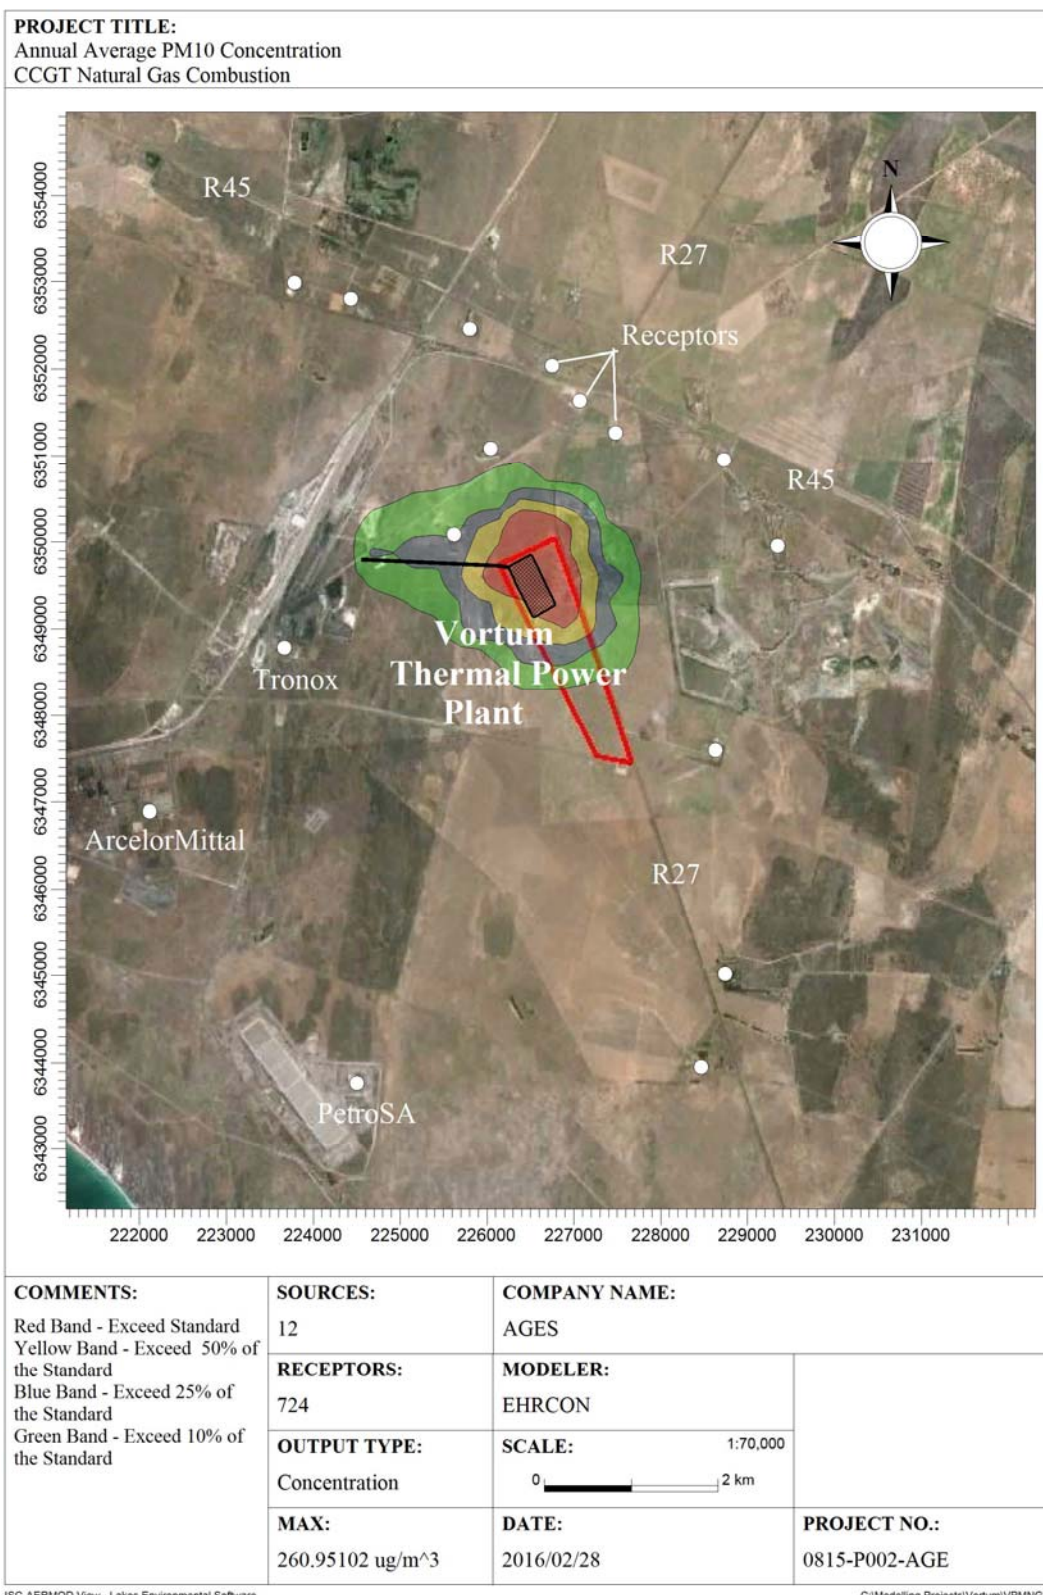 PROJECT TITLE:
Annual Average PM10 Concentration
CCGT Natural Gas Combustion
R45
N
R27
Receptors
R45
Vortum
Thermal Power
Plant
Tronox
ArcelorMittal
R27
PetroSA
6354000
6353000
6352000
6351000
6350000
6349000
6348000
6347000
6346000
6345000
6344000
6343000
222000 223000 224000 225000 226000 227000 228000 229000 230000 231000
COMMENTS:
Red Band - Exceed Standard
Yellow Band - Exceed 50% of
the Standard
Blue Band - Exceed 25% of
the Standard
Green Band - Exceed 10% of
the Standard
SOURCES:
12
COMPANY NAME:
AGES
RECEPTORS:
724
MODELER:
EHRCON
OUTPUT TYPE:
Concentration
SCALE:
1:70,000
0 2 km
MAX:
260.95102 ug/m^3
DATE:
2016/02/28
PROJECT NO.:
0815-P002-AGE